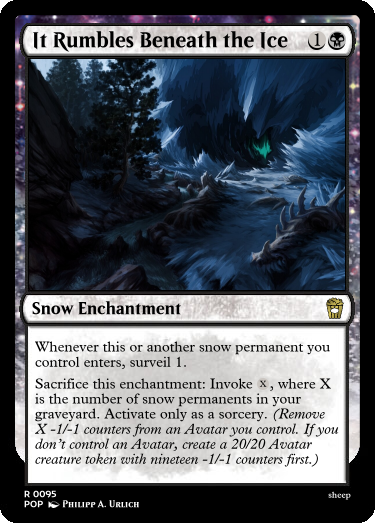 It Rumbles Beneath the Ice 1
Snow Enchantment
Whenever this or another snow permanent you
control enters, surveil 1.
Sacrifice this enchantment: Invoke X, where X
is the number of snow permanents in your
graveyard. Activate only as a sorcery. (Remove
X -1/-1 counters from an Avatar you control. If you
don't control an Avatar, create a 20/20 Avatar
creature token with nineteen -1/-1 counters first.)
R 0095 sheep
POP Philipp A. Urlich